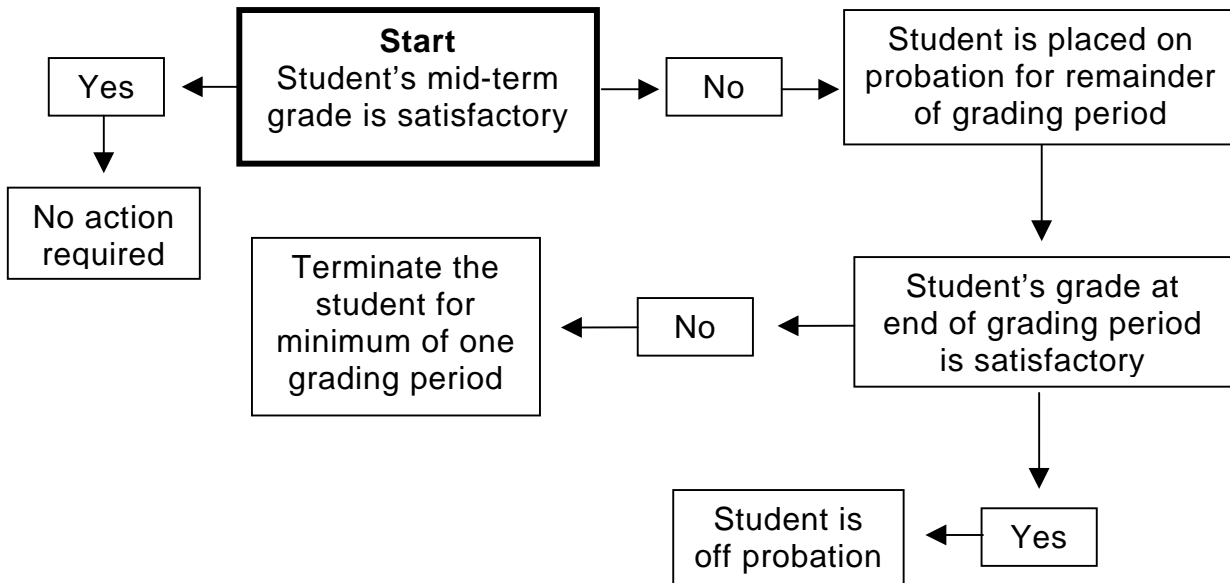 Start
Student’s mid-term
grade is satisfactory
Yes
No action
required
No
Student is placed on
probation for remainder
of grading period
Student’s grade at
end of grading period
is satisfactory
No
Terminate the
student for
minimum of one
grading period
Yes
Student is
off probation